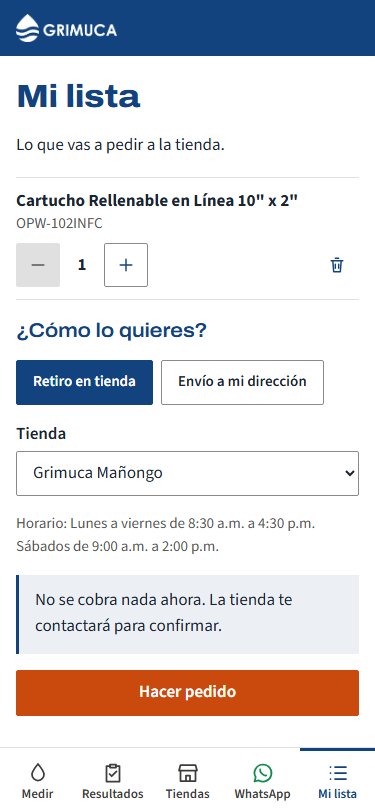 GRIMUCA
Mi lista
Lo que vas a pedir a la tienda.
Cartucho Rellenable en Línea 10" x 2"
OPW-102INFC
− 1 +
¿Cómo lo quieres?
Retiro en tienda Envío a mi dirección
Tienda
Grimuca Mañongo
Horario: Lunes a viernes de 8:30 a.m. a 4:30 p.m.
Sábados de 9:00 a.m. a 2:00 p.m.
No se cobra nada ahora. La tienda te
contactará para confirmar.
Hacer pedido
Medir Resultados Tiendas WhatsApp Mi lista